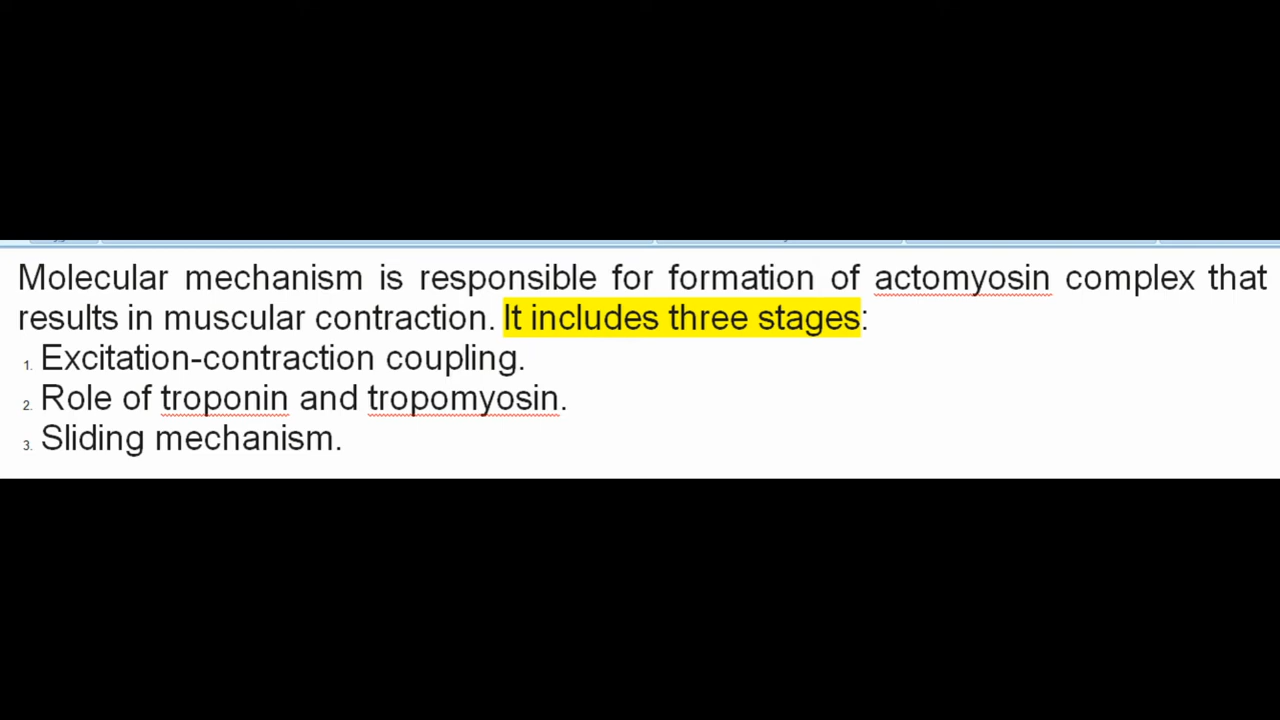 Molecular mechanism is responsible for formation of actomyosin complex that
results in muscular contraction. It includes three stages:
1. Excitation-contraction coupling.
2. Role of troponin and tropomyosin.
3. Sliding mechanism.